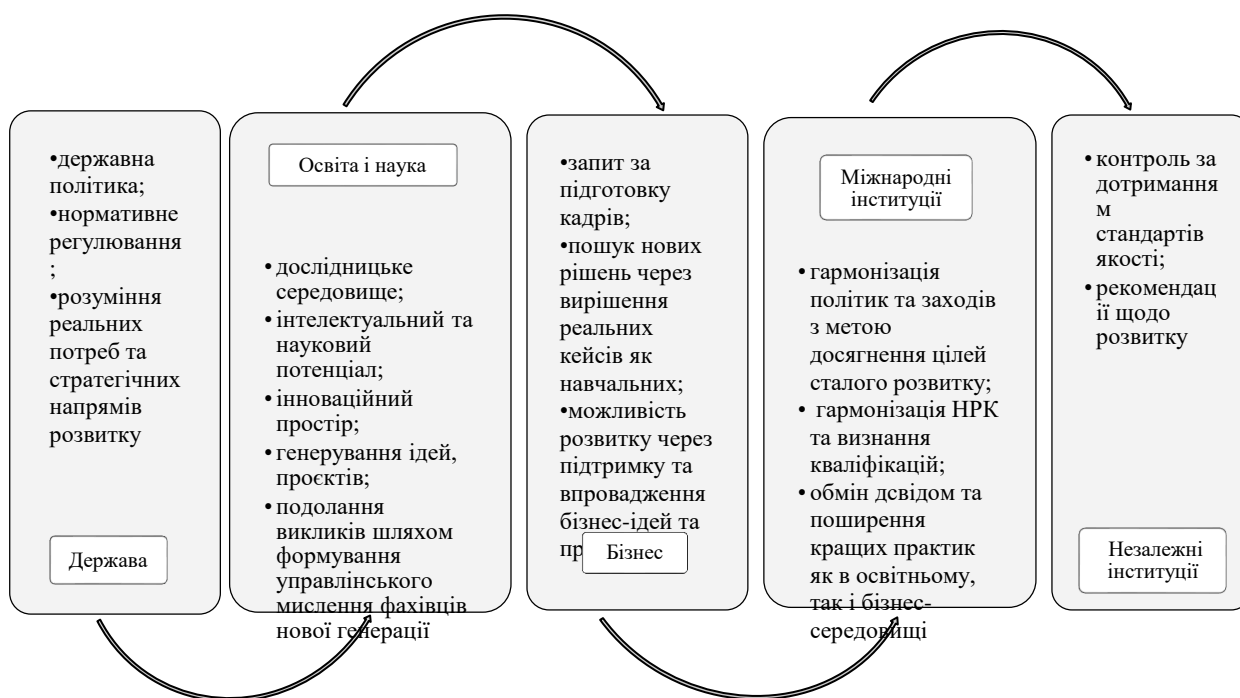 •державна
політика;
•нормативне
регулювання
;
•розуміння
реальних
потреб та
стратегічних
напрямів
розвитку
Держава
Освіта і наука
• дослідницьке
середовище;
• інтелектуальний та
науковий
потенціал;
• інноваційний
простір;
• генерування ідей,
проєктів;
• подолання
викликів шляхом
формування
управлінського
мислення фахівців
нової генерації
•запит за
підготовку
кадрів;
•пошук нових
рішень через
вирішення
реальних
кейсів як
навчальних;
•можливість
розвитку через
підтримку та
впровадження
бізнес-ідей та
Бізнес
Міжнародні
інституції
• гармонізація
політик та заходів
з метою
досягнення цілей
сталого розвитку;
• гармонізація НРК
та визнання
кваліфікацій;
• обмін дсвідом та
поширення
кращих практик
як в освітньому,
так і бізнес-
середовищі
• контроль за
дотриманн
м
стандартів
якості;
• рекомендац
ії щодо
розвитку
Незалежні
інституції